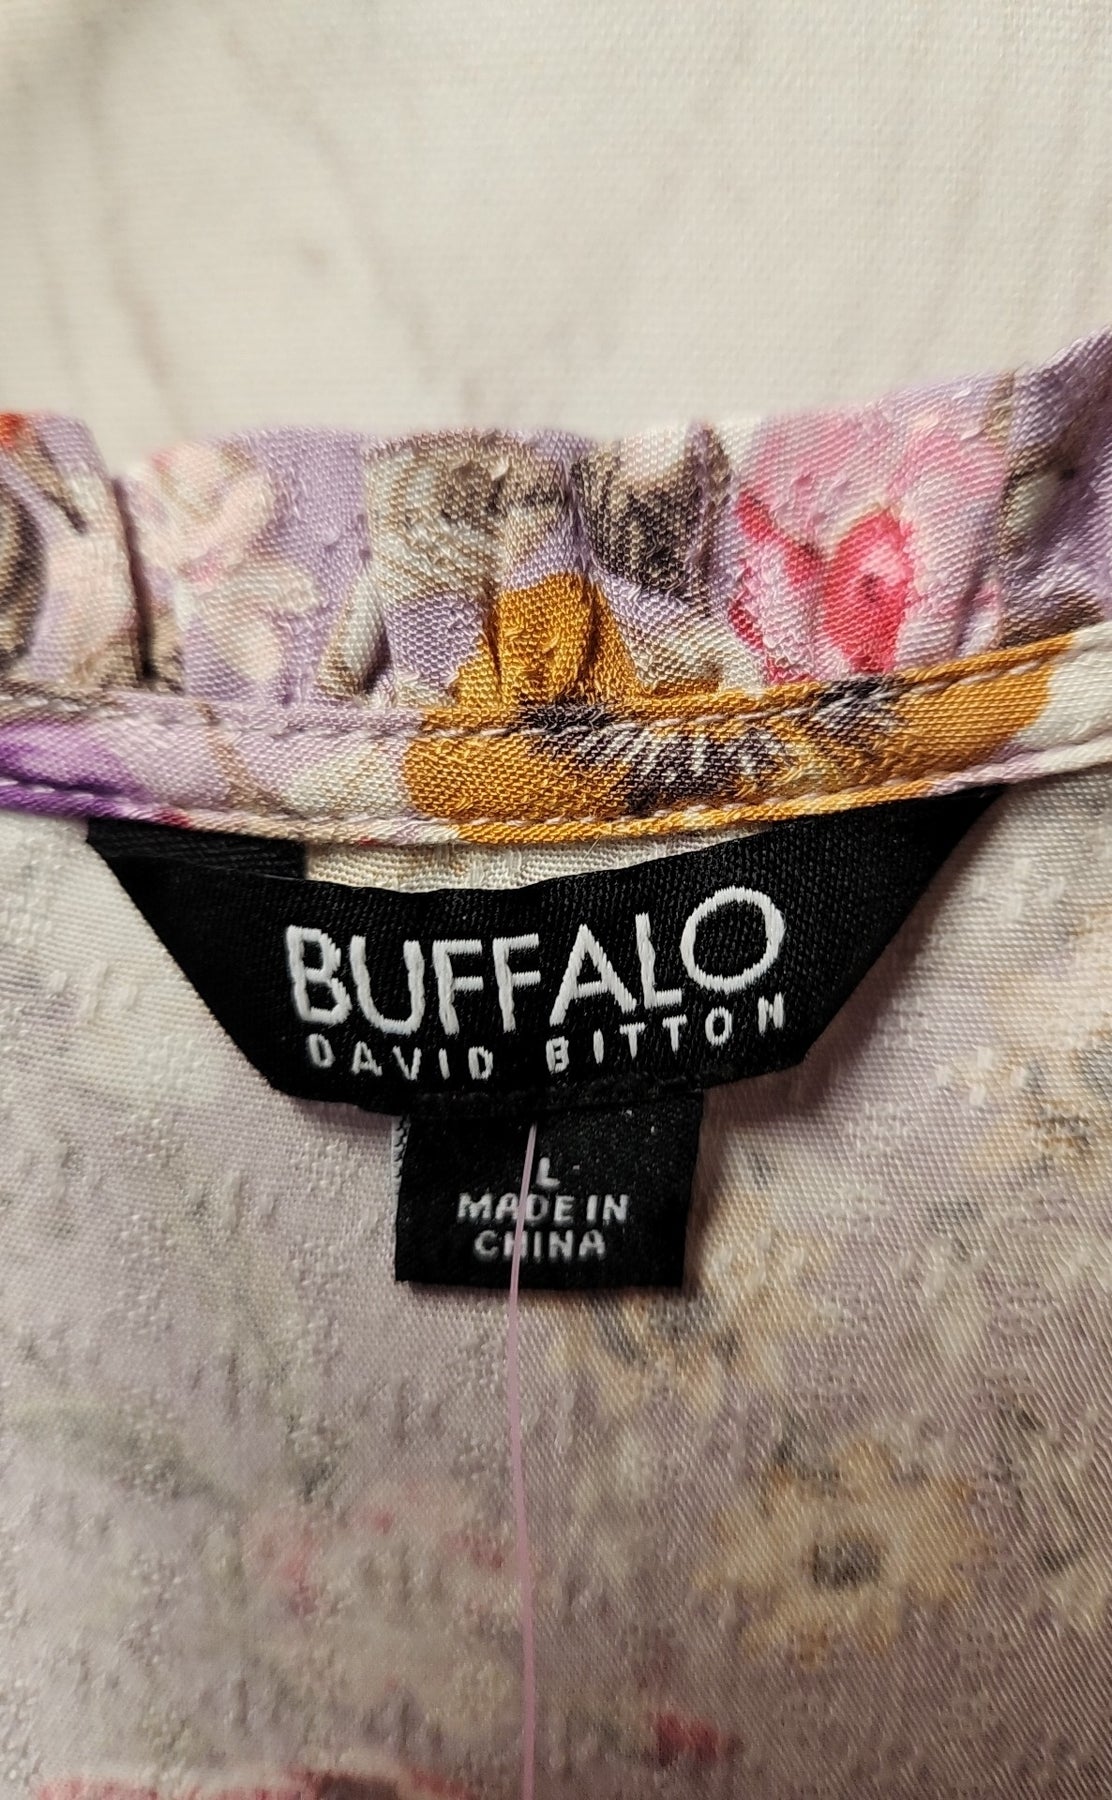 BUFFALO
DAVID BITTON
L
MADE IN
CHINA